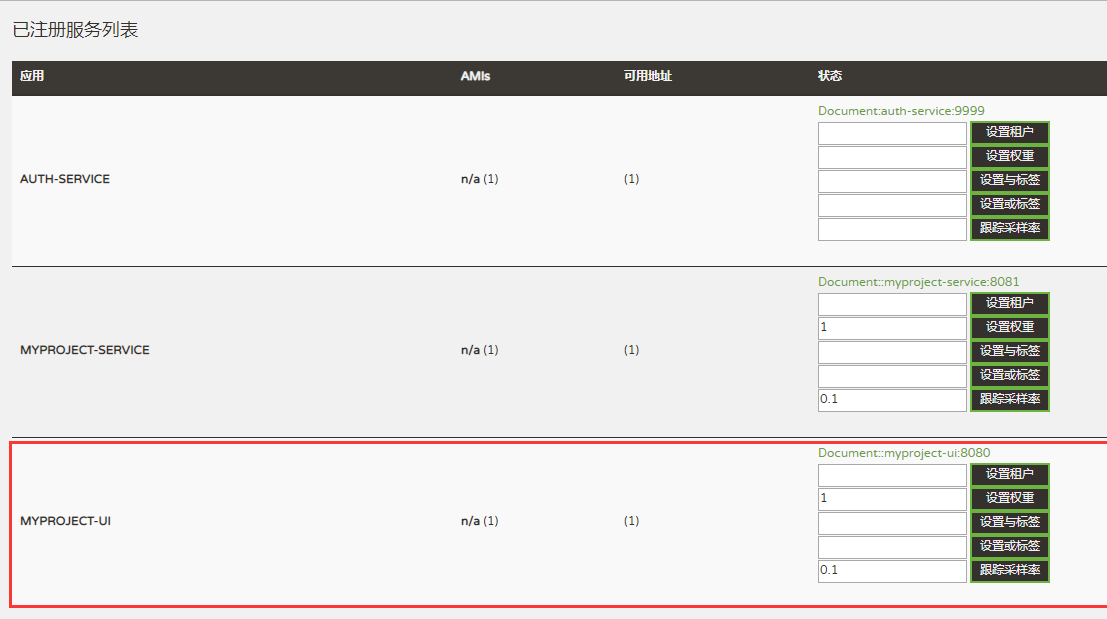 已注册服务列表
应用 AMIs 可用地址 状态
Document:auth-service:9999
设置租户
设置权重
AUTH-SERVICE n/a (1) (1) 设置与标签
设置或标签
跟踪采样率
Document::myproject-service:8081
设置租户
1 设置权重
MYPROJECT-SERVICE n/a (1) (1) 设置与标签
设置或标签
0.1 跟踪采样率
Document::myproject-ui:8080
设置租户
1 设置权重
MYPROJECT-UI n/a (1) (1) 设置与标签
设置或标签
0.1 跟踪采样率